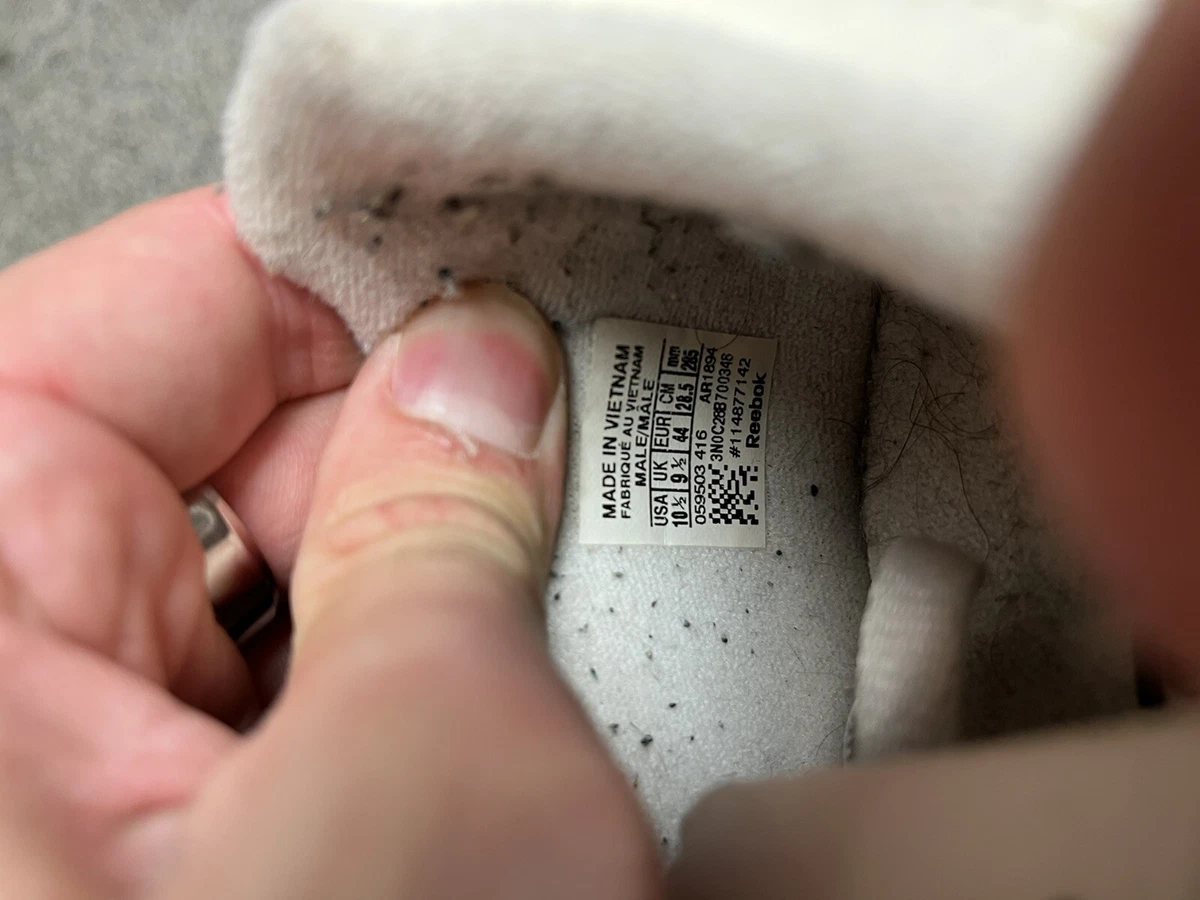 MADE IN VIETNAM
FABRIQUÉ AU VIETNAM
MALE/MÂLE
USA UK EUR CM mm
10½ 9½ 44 28.5 285
059503 416 AR1894
3N0C28B700348
#114877142
Reebok